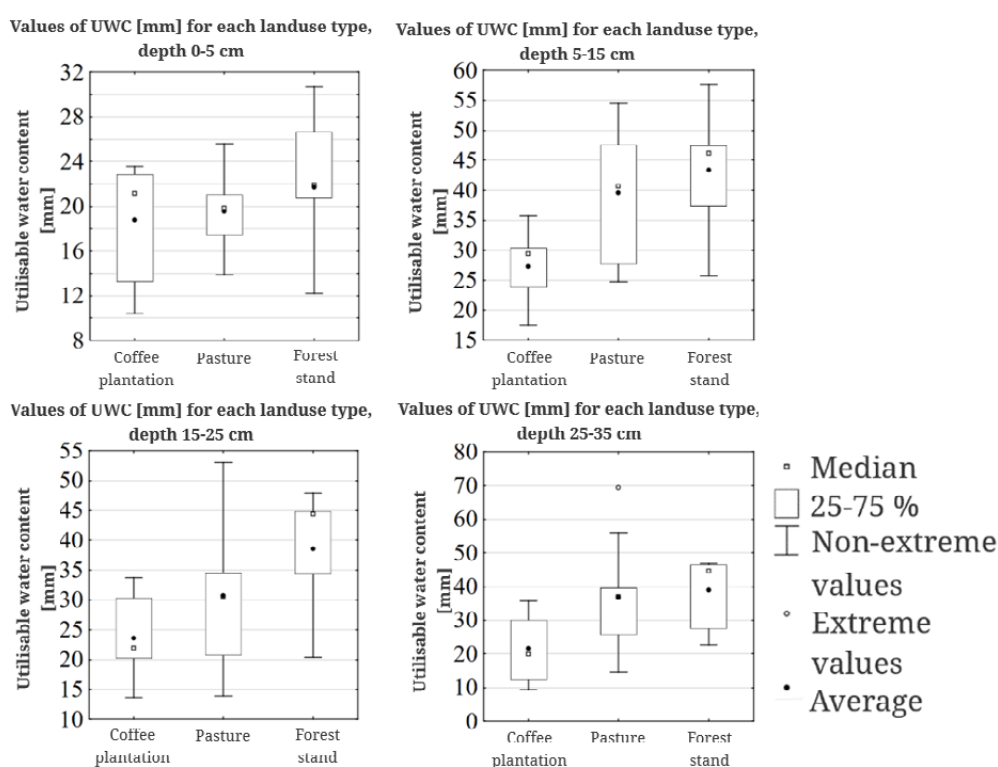 Values of UWC [mm] for each landuse type,
depth 0-5 cm
Utilisable water content
[mm]
32
28
24
20
16
12
8
Coffee
plantation
Pasture
Forest
stand
Values of UWC [mm] for each landuse type,
depth 5-15 cm
Utilisable water content
[mm]
60
55
50
45
40
35
30
25
20
15
Coffee
plantation
Pasture
Forest
stand
Values of UWC [mm] for each landuse type,
depth 15-25 cm
Utilisable water content
[mm]
55
50
45
40
35
30
25
20
15
10
Coffee
plantation
Pasture
Forest
stand
Values of UWC [mm] for each landuse type,
depth 25-35 cm
Utilisable water content
[mm]
80
70
60
50
40
30
20
10
0
Coffee
plantation
Pasture
Forest
stand
Median
25-75 %
Non-extreme
values
Extreme
values
Average